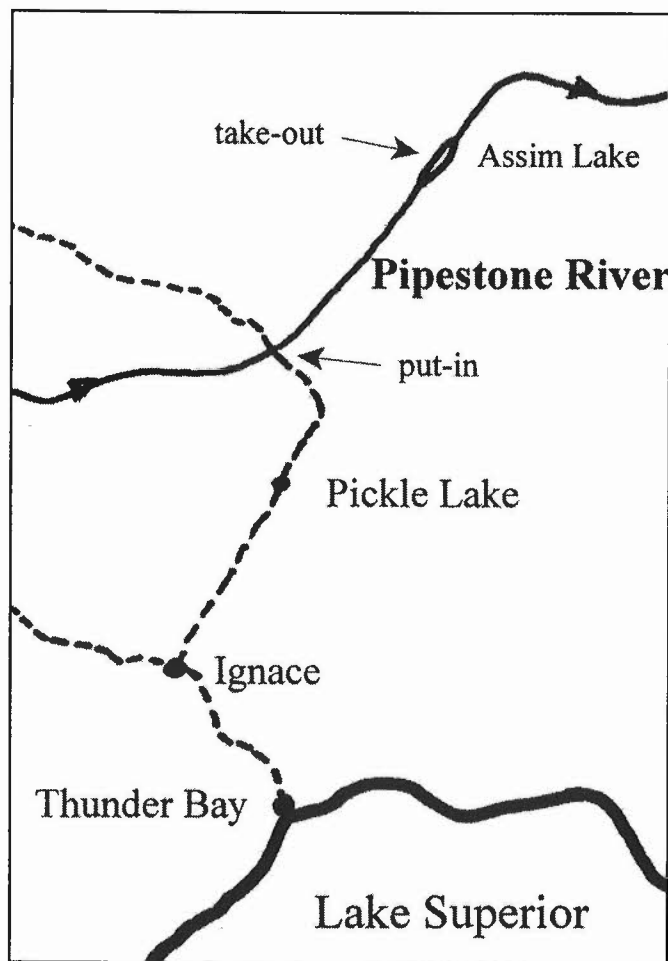 take-out
Assim Lake
Pipestone River
put-in
Pickle Lake
Ignace
Thunder Bay
Lake Superior